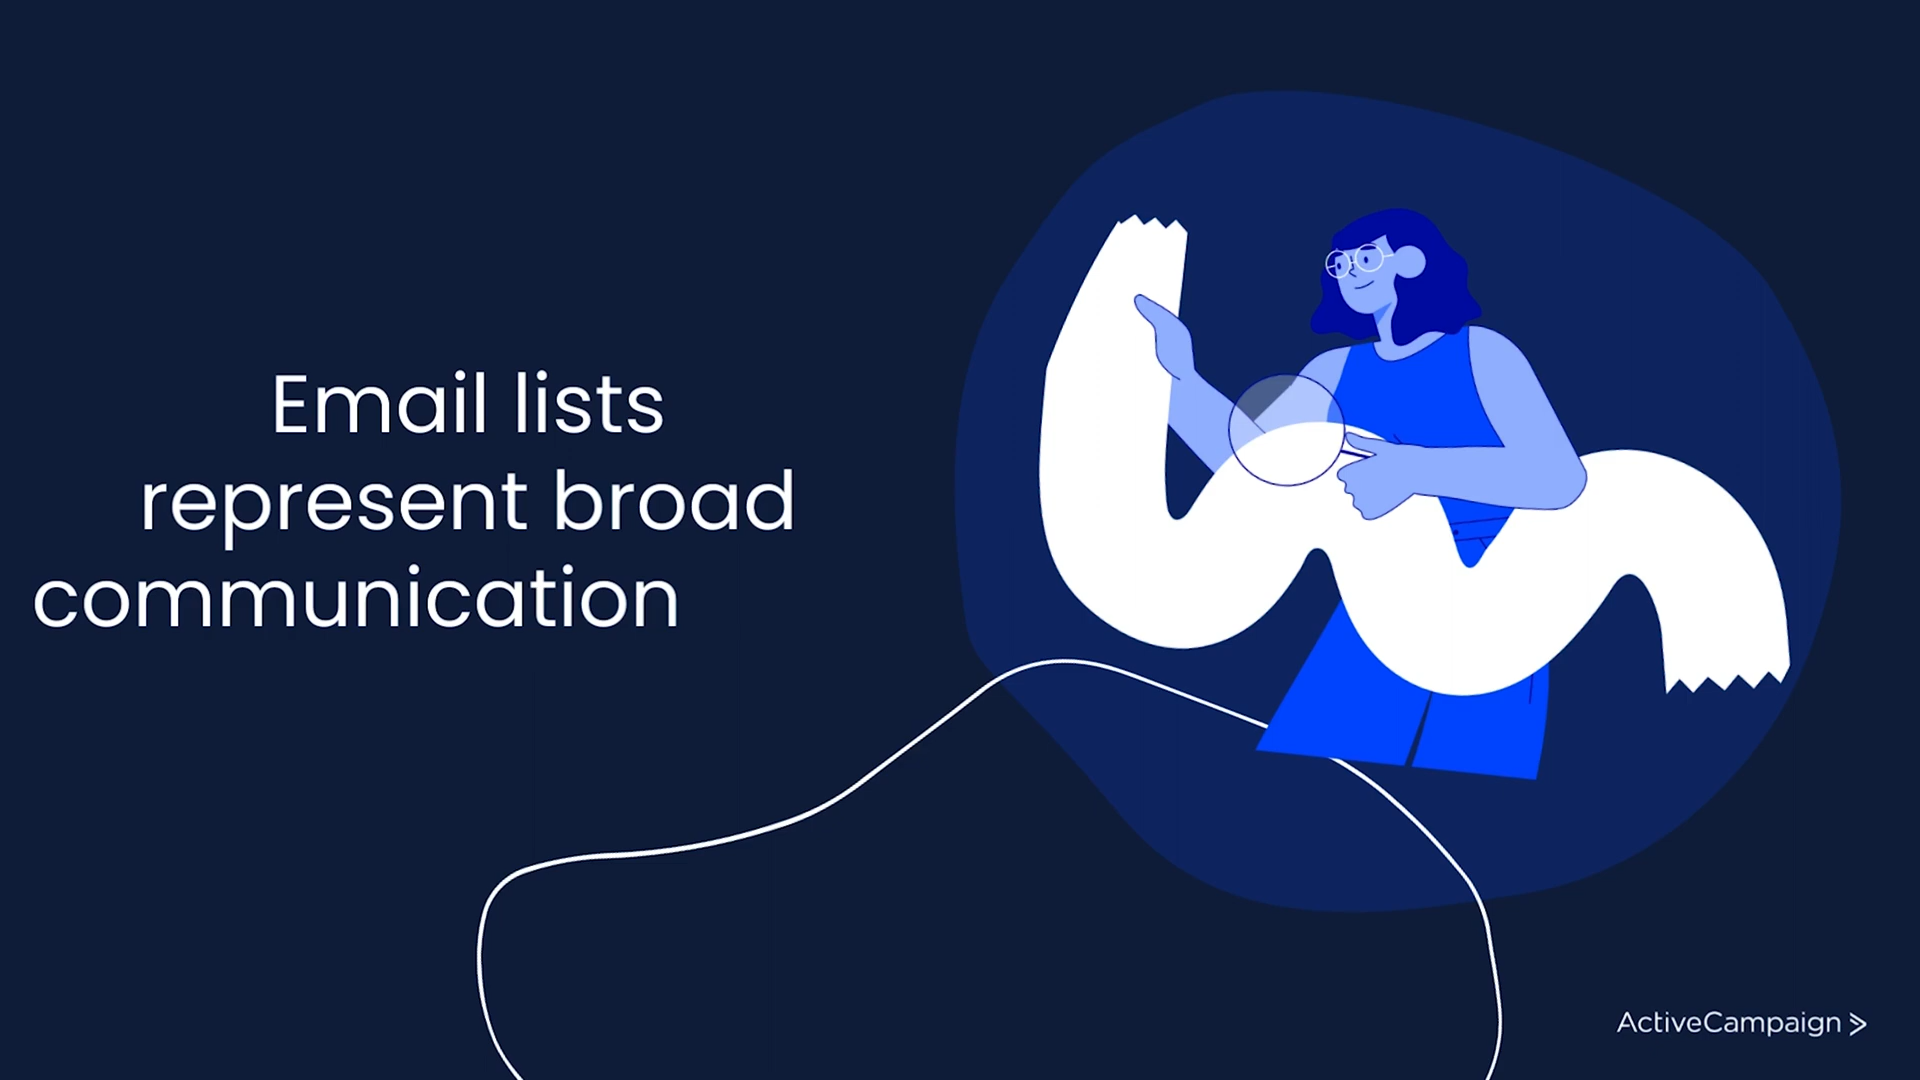 Email lists
represent broad
communication
ActiveCampaign